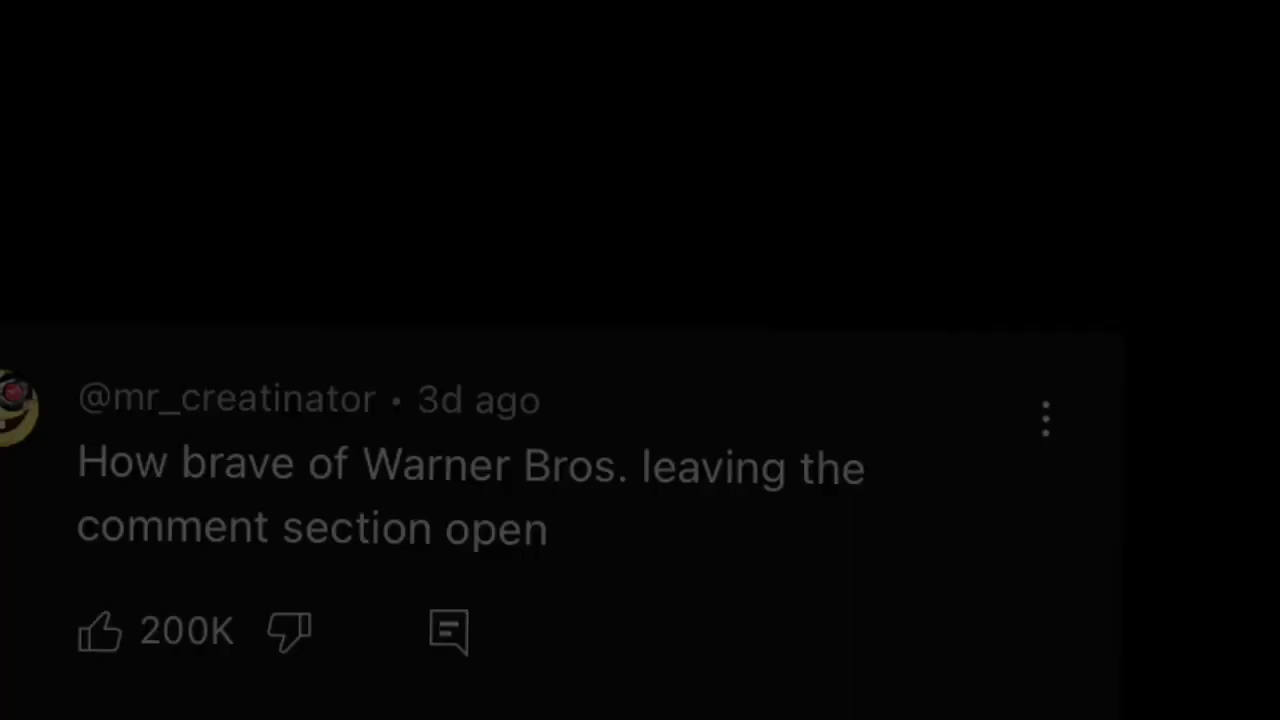 @mr_creatinator • 3d ago
How brave of Warner Bros. leaving the
comment section open
200K